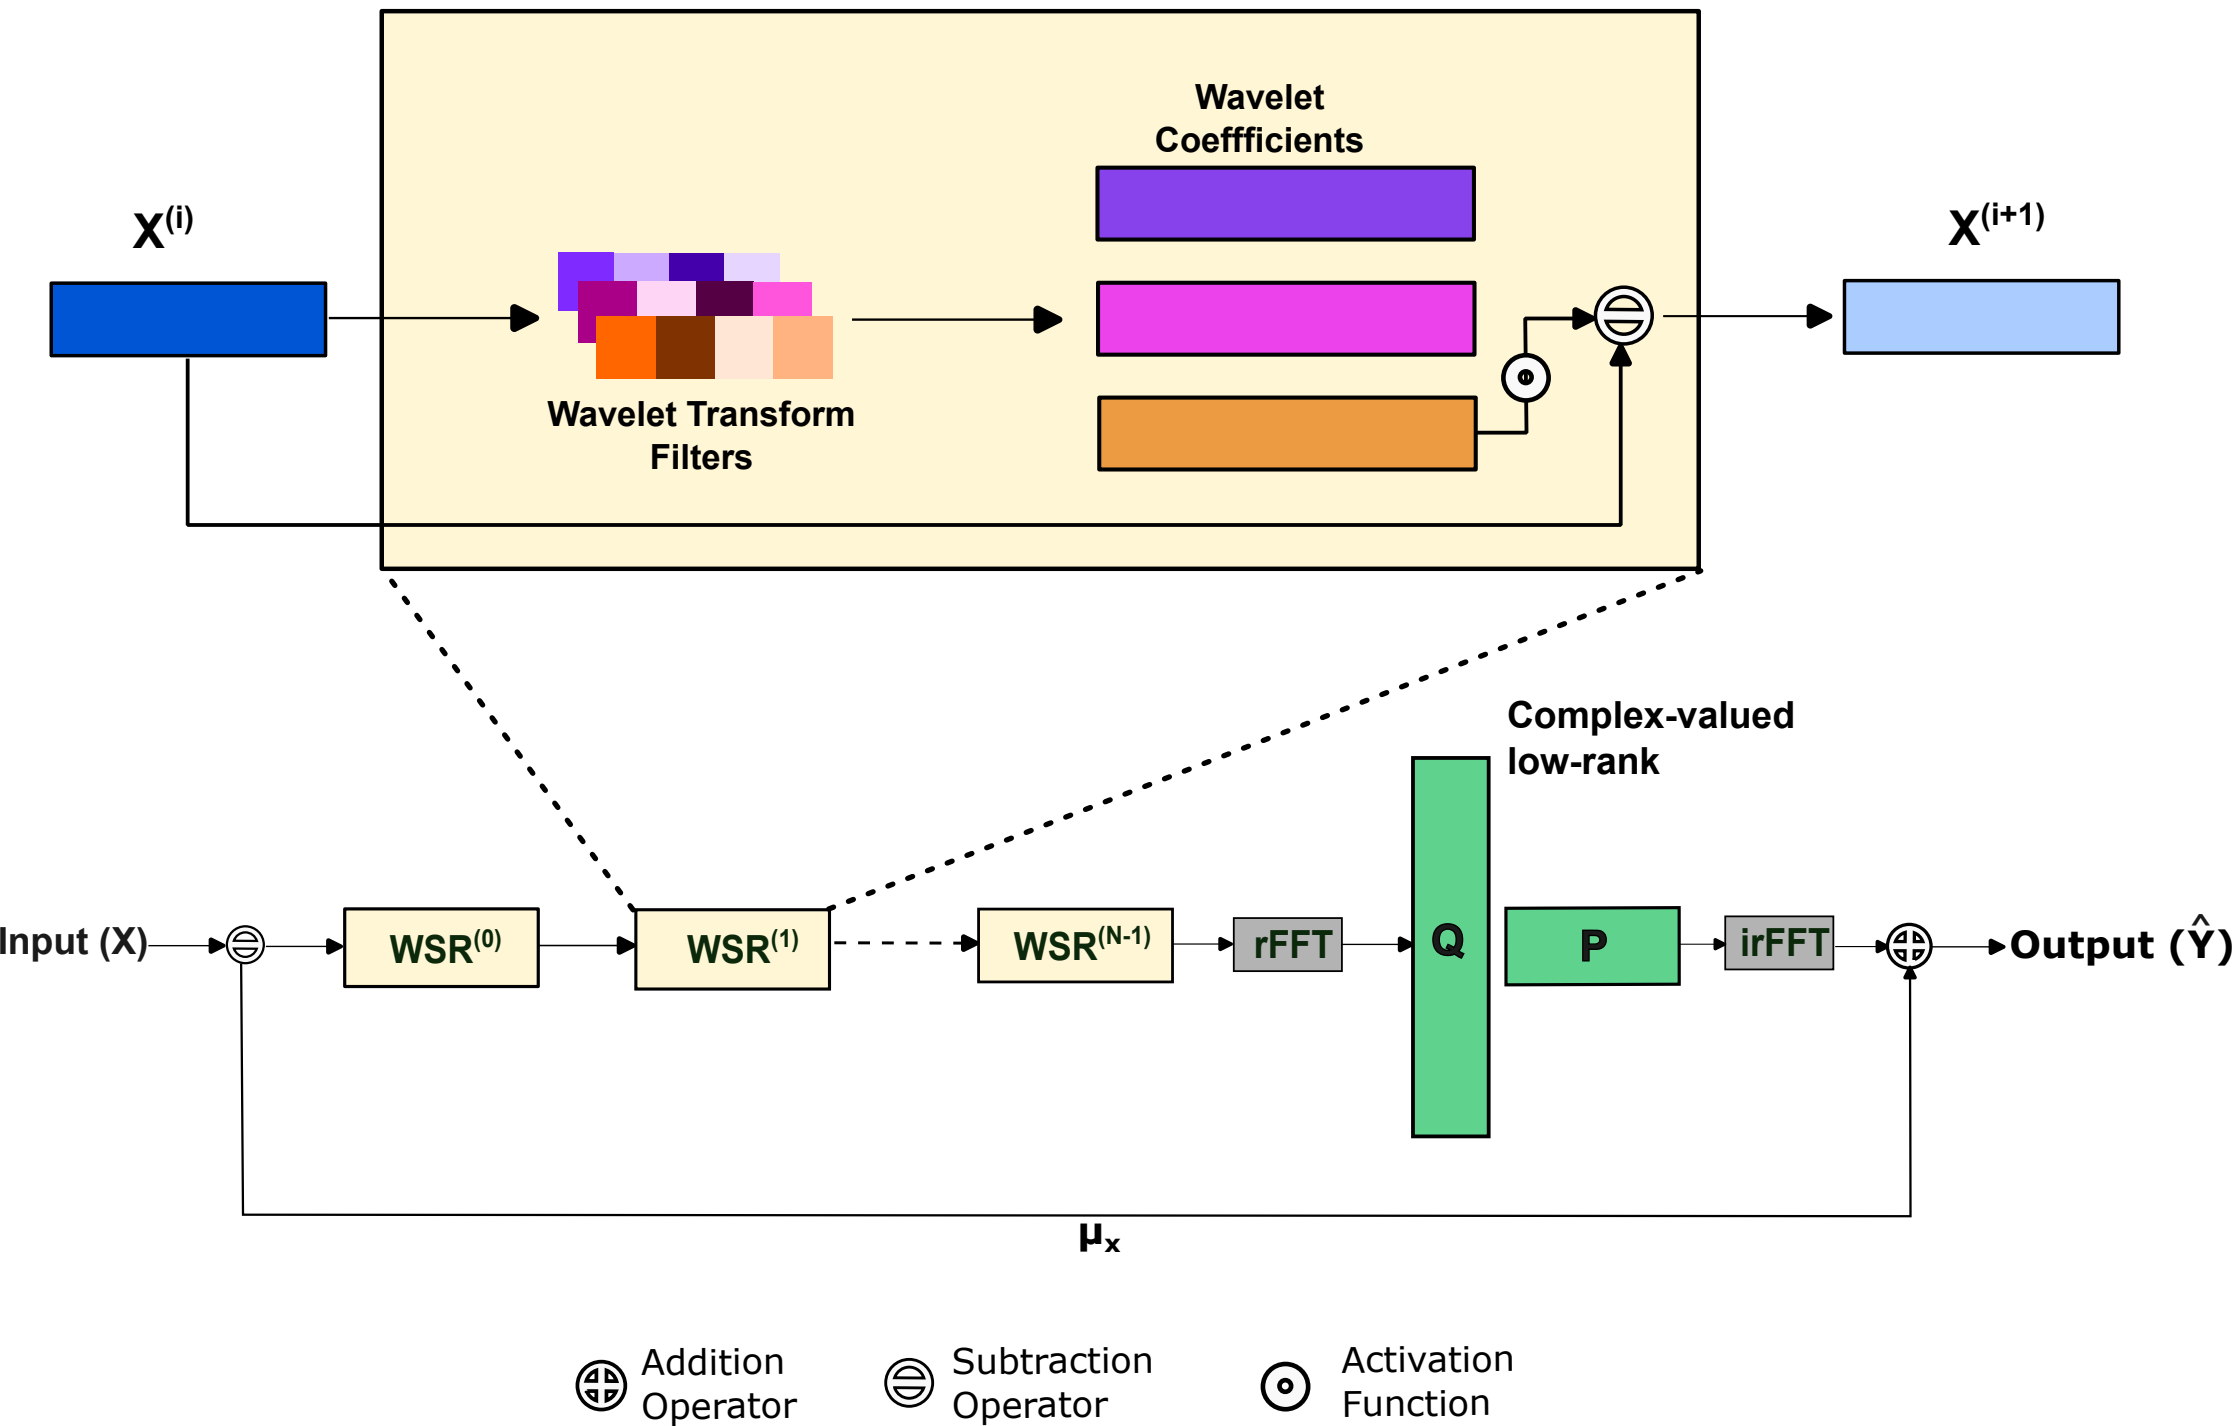 Wavelet
Coeffficients
X^(i)
X^(i+1)
Wavelet Transform
Filters
Complex-valued
low-rank
Input (X)
WSR^(0)
WSR^(1)
WSR^(N-1)
rFFT
Q
P
irFFT
Output (Ŷ)
μ_x
Addition
Operator
Subtraction
Operator
Activation
Function